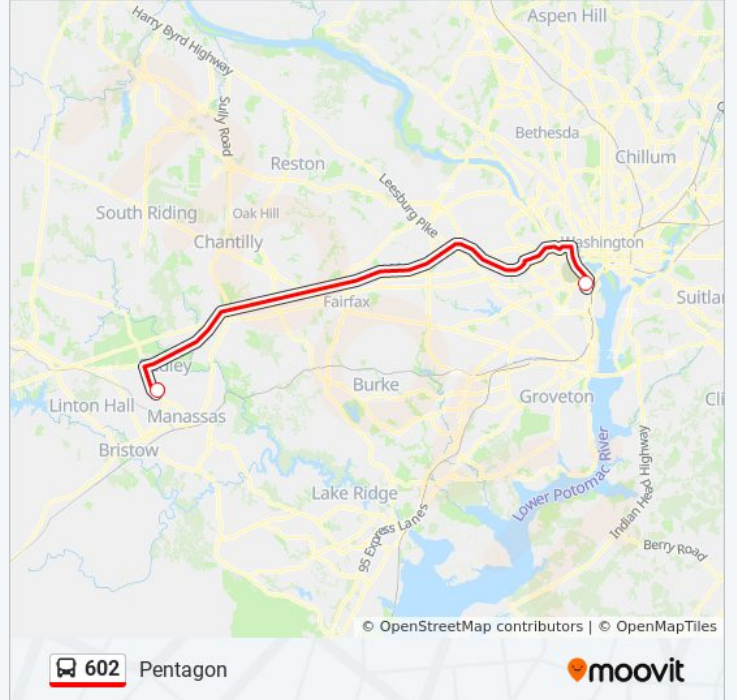 Aspen Hill
Harry Byrd Highway
Sully Road
Bethesda
Chillum
Reston
Leesburg Pike
South Riding
Oak Hill
Chantilly
Washington
Suitlan
Fairfax
dley
Burke
Groveton
Linton Hall
Manassas
Bristow
Lake Ridge
Lower Potomac River
Indian Head Highway
95 Express Lanes
Berry Road
© OpenStreetMap contributors | © OpenMapTiles
602 Pentagon
moovit